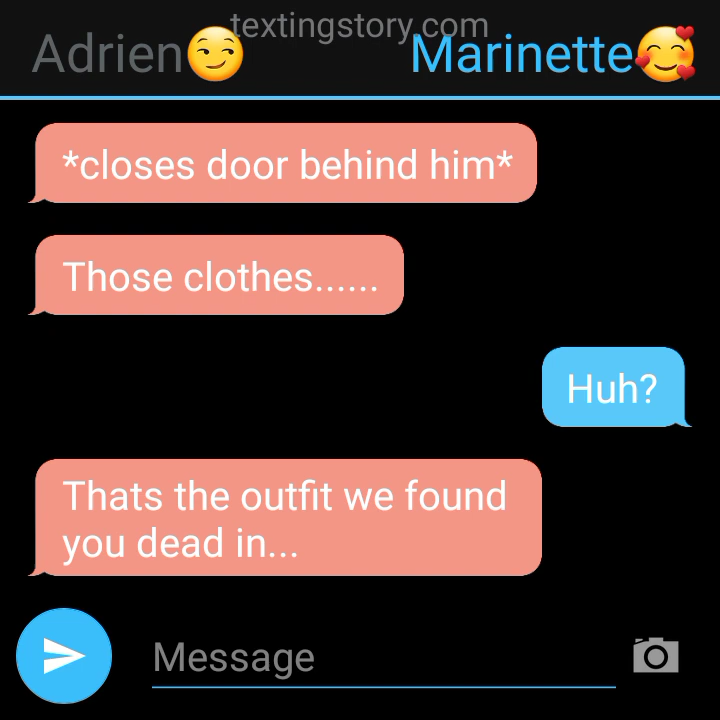 textingstory.com
Adrien😏 Marinette🥰
*closes door behind him*
Those clothes......
Huh?
Thats the outfit we found
you dead in...
Message